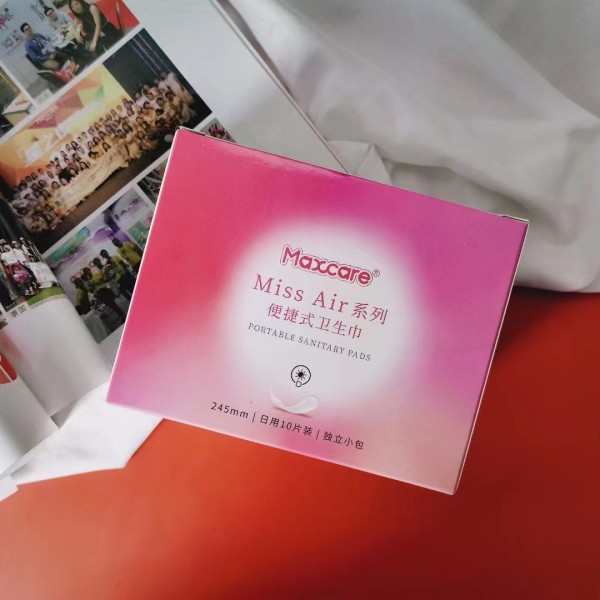 Maxcare®
Miss Air系列
便捷式卫生巾
PORTABLE SANITARY PADS
245mm | 日用10片装 | 独立小包